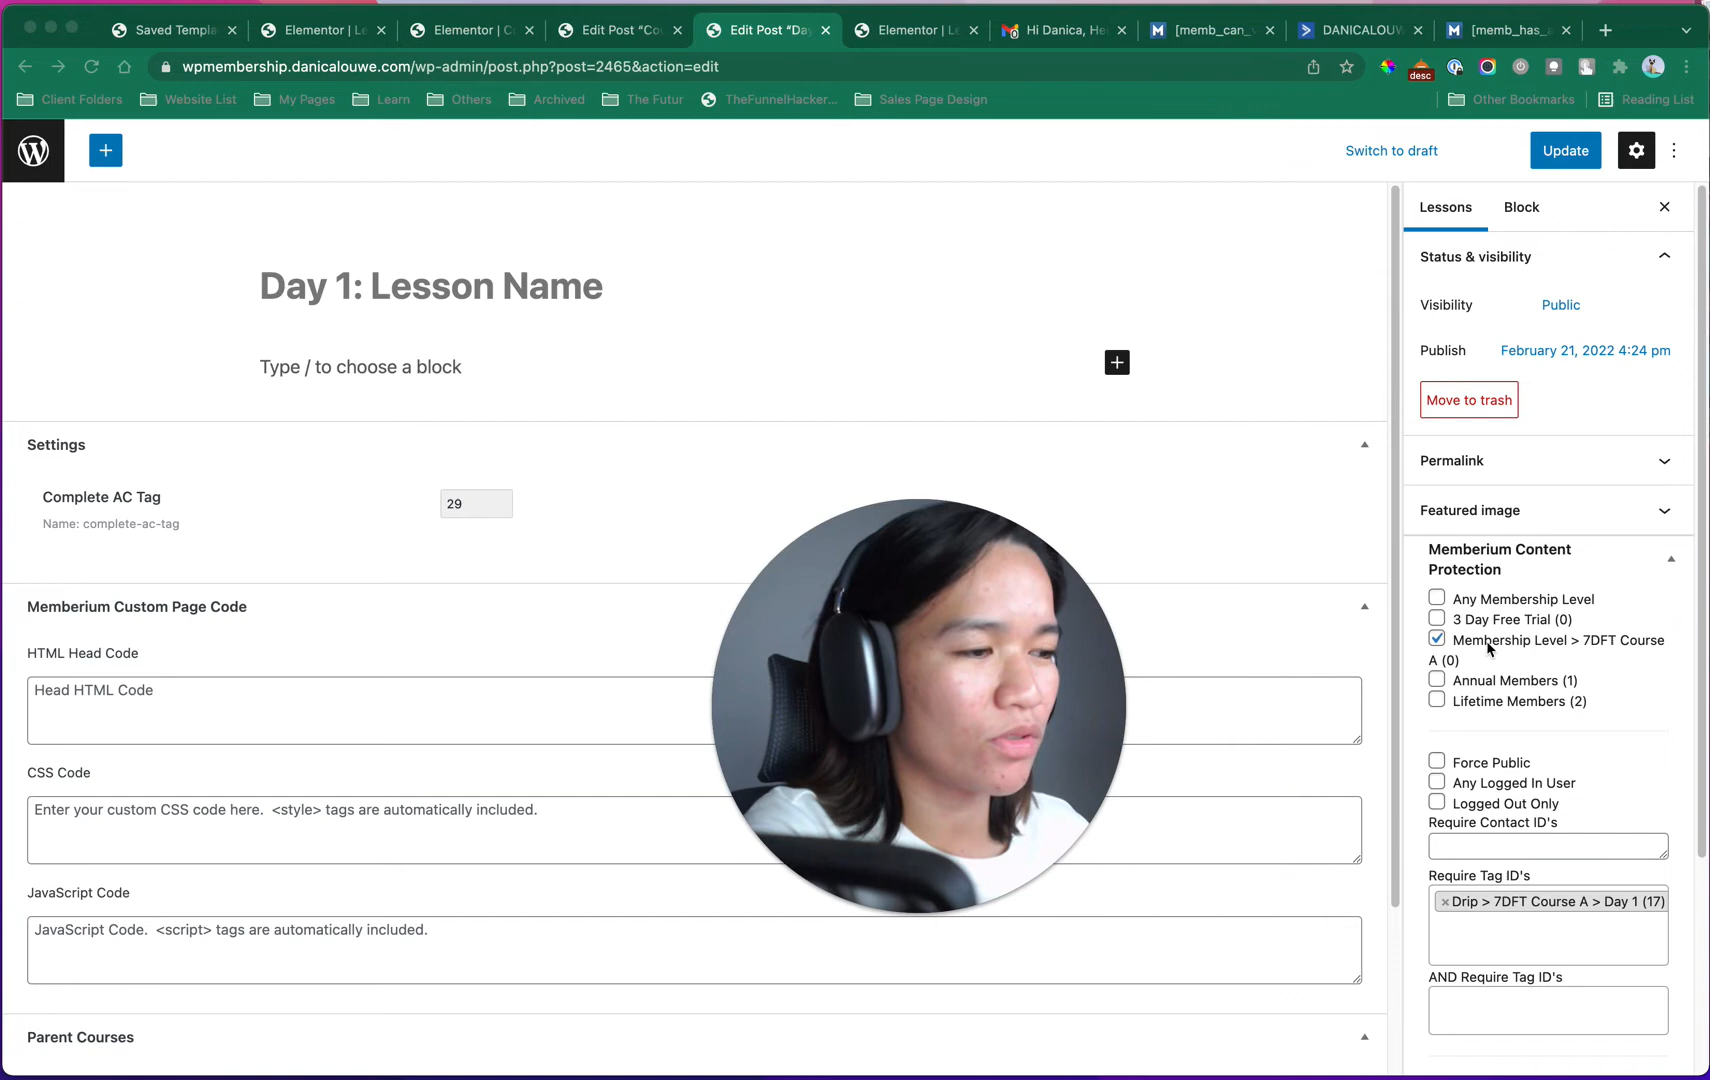 Saved Templa
Elementor | Le
Elementor | C
Edit Post “Cou
Edit Post “Day
Elementor | Le
Hi Danica, He
[memb_can_v
DANICALOUW
[memb_has_a
wpmembership.danicalouwe.com/wp-admin/post.php?post=2465&action=edit
desc
Client Folders
Website List
My Pages
Learn
Others
Archived
The Futur
TheFunnelHacker...
Sales Page Design
Other Bookmarks
Reading List
Switch to draft
Update
Lessons
Block
Status & visibility
Visibility
Public
Publish
February 21, 2022 4:24 pm
Move to trash
Permalink
Featured image
Memberium Content
Protection
Any Membership Level
3 Day Free Trial (0)
Membership Level > 7DFT Course
A (0)
Annual Members (1)
Lifetime Members (2)
Force Public
Any Logged In User
Logged Out Only
Require Contact ID's
Require Tag ID's
×Drip > 7DFT Course A > Day 1 (17)
AND Require Tag ID's
Day 1: Lesson Name
Type / to choose a block
Settings
Complete AC Tag
29
Name: complete-ac-tag
Memberium Custom Page Code
HTML Head Code
Head HTML Code
CSS Code
Enter your custom CSS code here.  <style> tags are automatically included.
JavaScript Code
JavaScript Code.  <script> tags are automatically included.
Parent Courses